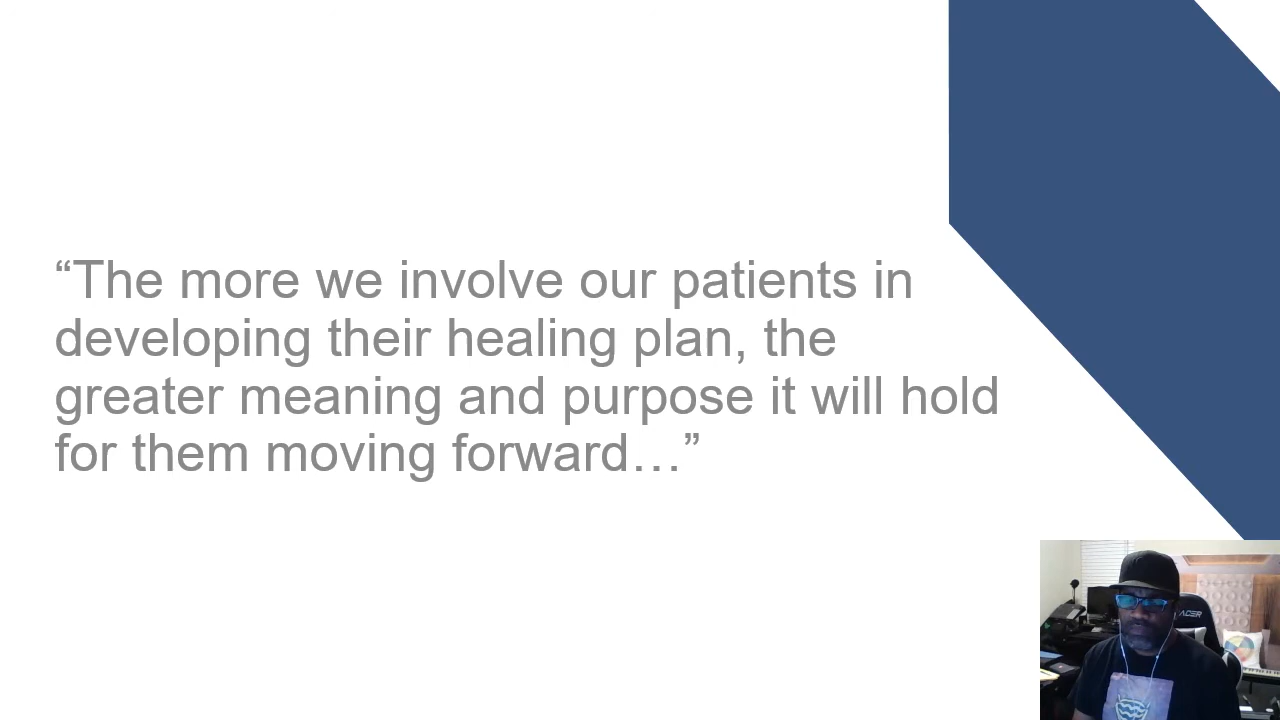 “The more we involve our patients in
developing their healing plan, the
greater meaning and purpose it will hold
for them moving forward…”
ACER